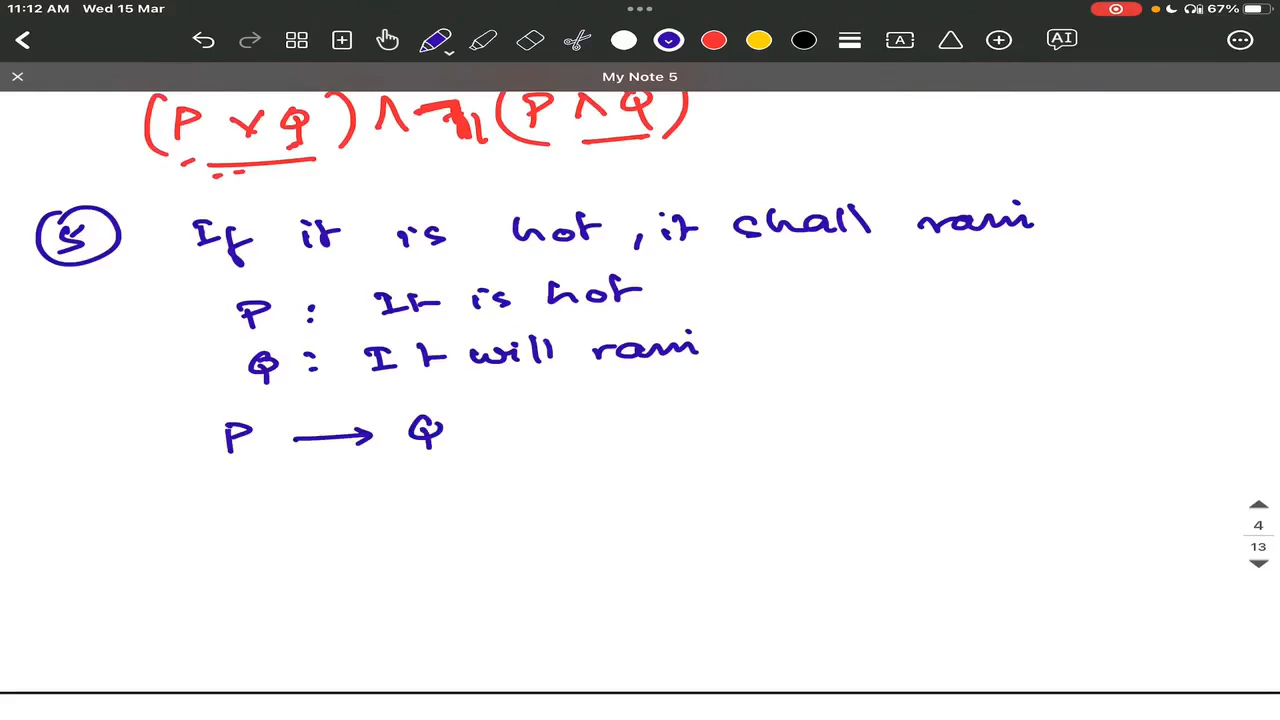 11:12 AM Wed 15 Mar 67%
A AI
My Note 5
(P ∨ Q) ∧ ¬ (P ∧ Q)
5 If it is hot, it shall rain
P : It is hot
Q : It will rain
P → Q
4
13